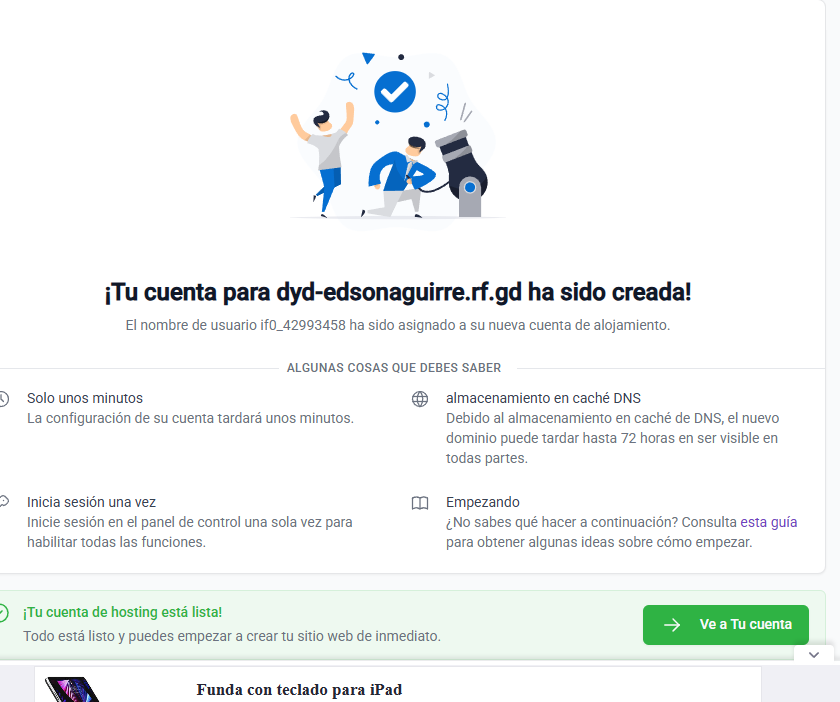 ¡Tu cuenta para dyd-edsonaguirre.rf.gd ha sido creada!
El nombre de usuario if0_42993458 ha sido asignado a su nueva cuenta de alojamiento.
ALGUNAS COSAS QUE DEBES SABER
Solo unos minutos
La configuración de su cuenta tardará unos minutos.
almacenamiento en caché DNS
Debido al almacenamiento en caché de DNS, el nuevo
dominio puede tardar hasta 72 horas en ser visible en
todas partes.
Inicia sesión una vez
Inicie sesión en el panel de control una sola vez para
habilitar todas las funciones.
Empezando
¿No sabes qué hacer a continuación? Consulta esta guía
para obtener algunas ideas sobre cómo empezar.
¡Tu cuenta de hosting está lista!
Todo está listo y puedes empezar a crear tu sitio web de inmediato.
Ve a Tu cuenta
Funda con teclado para iPad